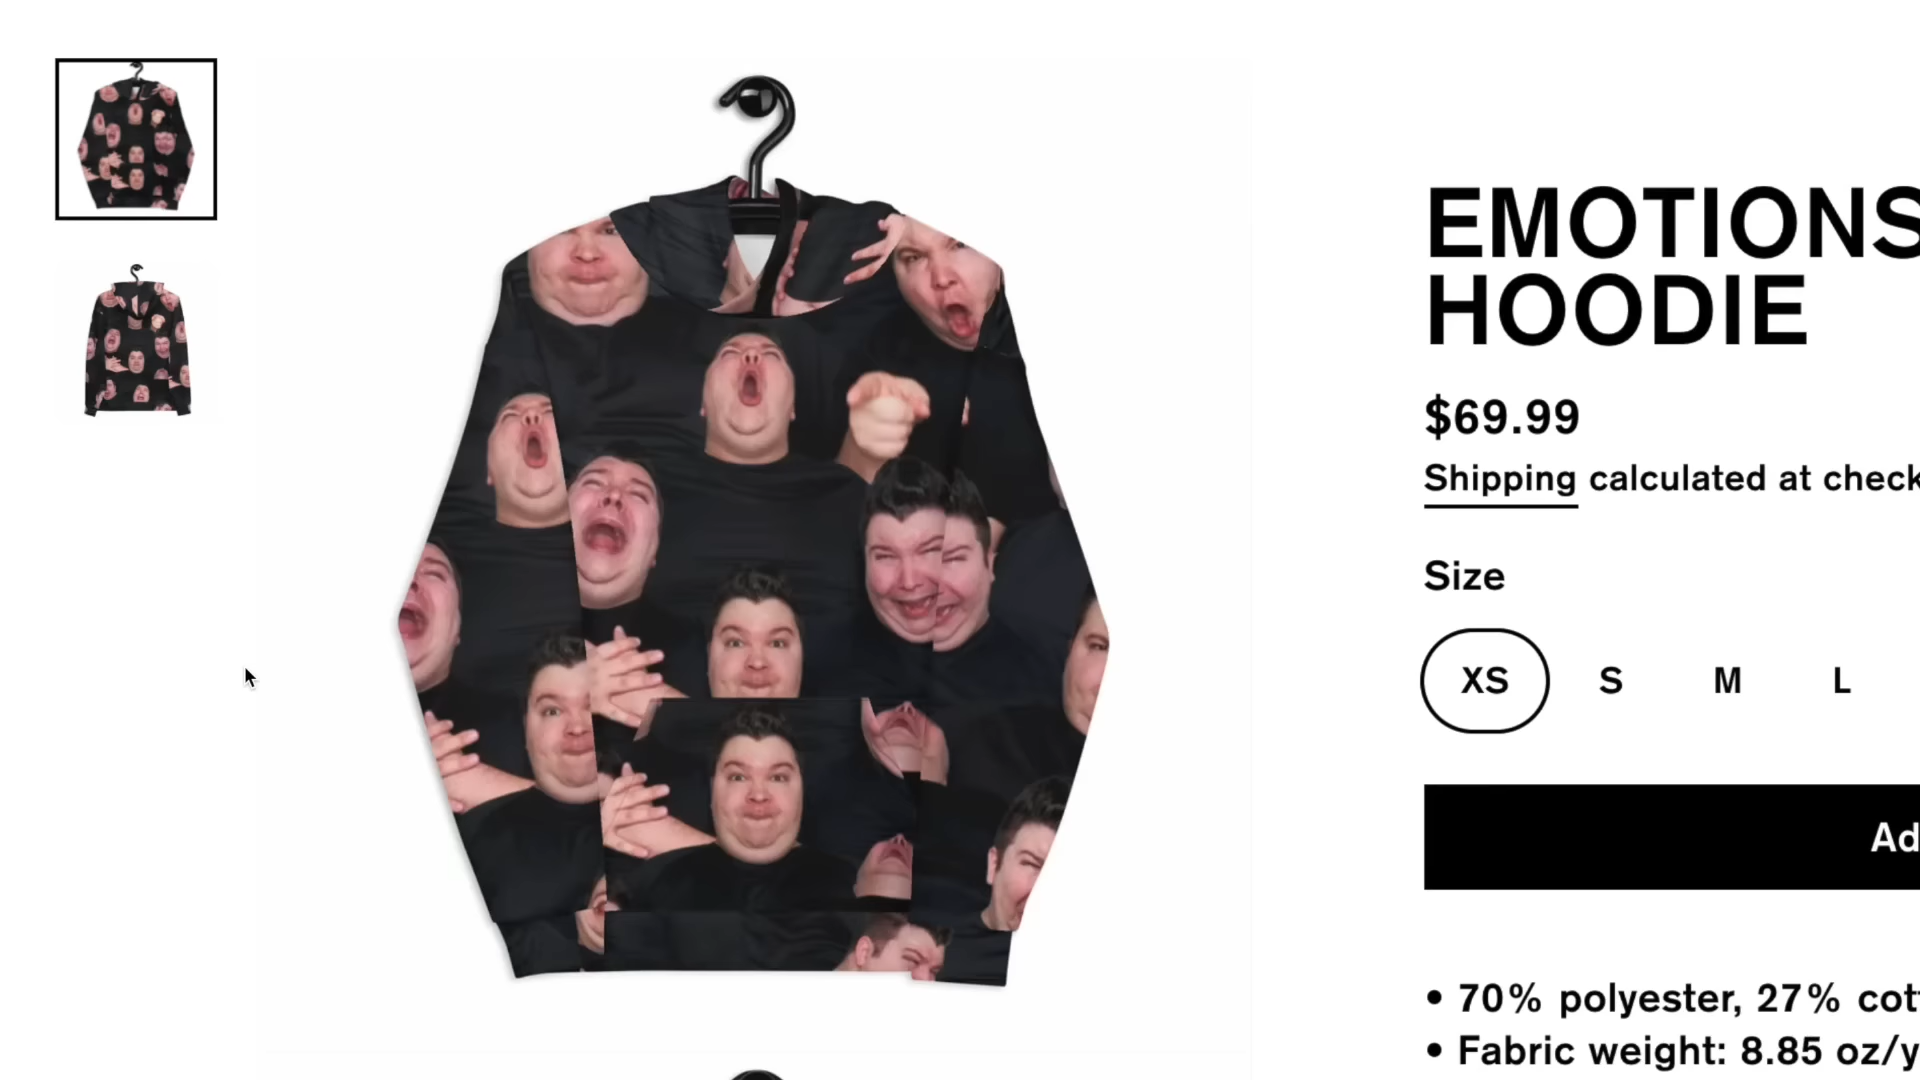 EMOTIONS
HOODIE
$69.99
Shipping calculated at check
Size
XS S M L
Ad
• 70% polyester, 27% cot
• Fabric weight: 8.85 oz/y